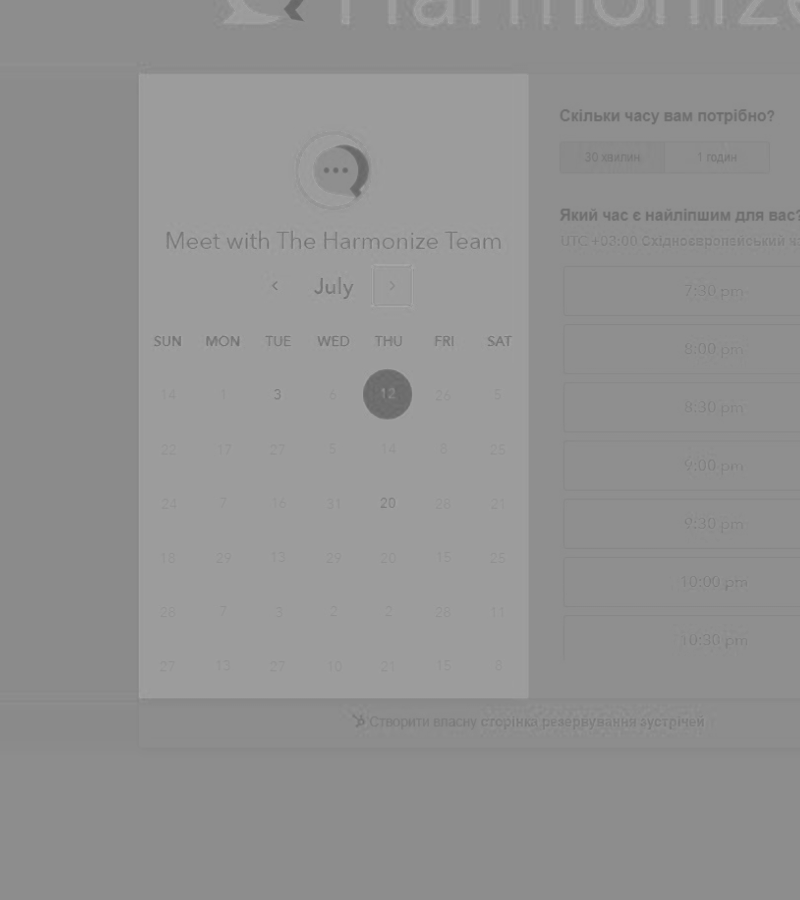 Harmonize
Meet with The Harmonize Team
July
SUN MON TUE WED THU FRI SAT
14 1 3 6 12 26 5
22 17 27 5 14 8 25
24 7 16 31 20 26 21
18 29 13 29 20 15 25
28 7 3 2 2 28 11
27 13 27 10 21 15 8
Скільки часу вам потрібно?
30 хвилин 1 годин
Який час є найліпшим для вас?
UTC +03:00 Східноєвропейський
7:30 pm
8:00 pm
8:30 pm
9:00 pm
9:30 pm
10:00 pm
10:30 pm
Створити власну сторінка резервування зустрічей